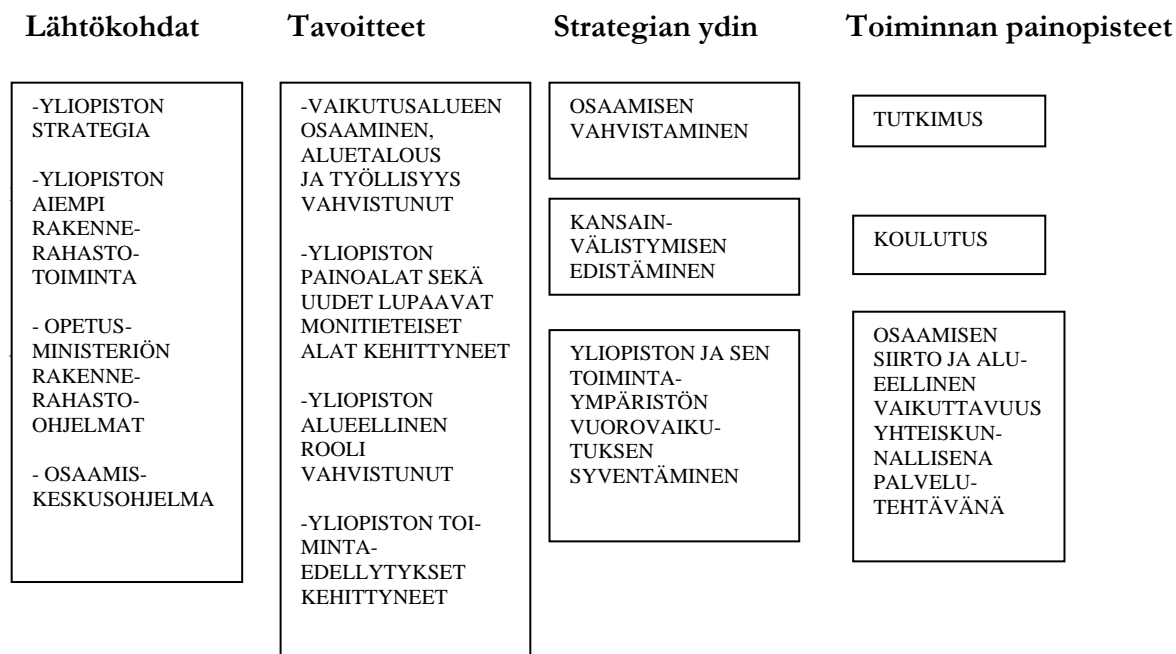 Lähtökohdat
-YLIOPISTON
STRATEGIA
-YLIOPISTON
AIEMPI
RAKENNE-
RAHASTO-
TOIMINTA
- OPETUS-
MINISTERIÖN
RAKENNE-
RAHASTO-
OHJELMAT
- OSAAMIS-
KESKUSOHJELMA
Tavoitteet
-VAIKUTUSALUEEN
OSAAMINEN,
ALUETALOUS
JA TYÖLLISYYS
VAHVISTUNUT
-YLIOPISTON
PAINOALAT SEKÄ
UUDET LUPAAVAT
MONITIETEISET
ALAT KEHITTYNEET
-YLIOPISTON
ALUEELLINEN
ROOLI
VAHVISTUNUT
-YLIOPISTON TOI-
MINTA-
EDELLYTYKSET
KEHITTYNEET
Strategian ydin
OSAAMISEN
VAHVISTAMINEN
KANSAIN-
VÄLISTYMISEN
EDISTÄMINEN
YLIOPISTON JA SEN
TOIMINTA-
YMPÄRISTÖN
VUOROVAIKU-
TUKSEN
SYVENTÄMINEN
Toiminnan painopisteet
TUTKIMUS
KOULUTUS
OSAAMISEN
SIIRTO JA ALU-
EELLINEN
VAIKUTTAVUUS
YHTEISKUN-
NALLISENA
PALVELU-
TEHTÄVÄNÄ